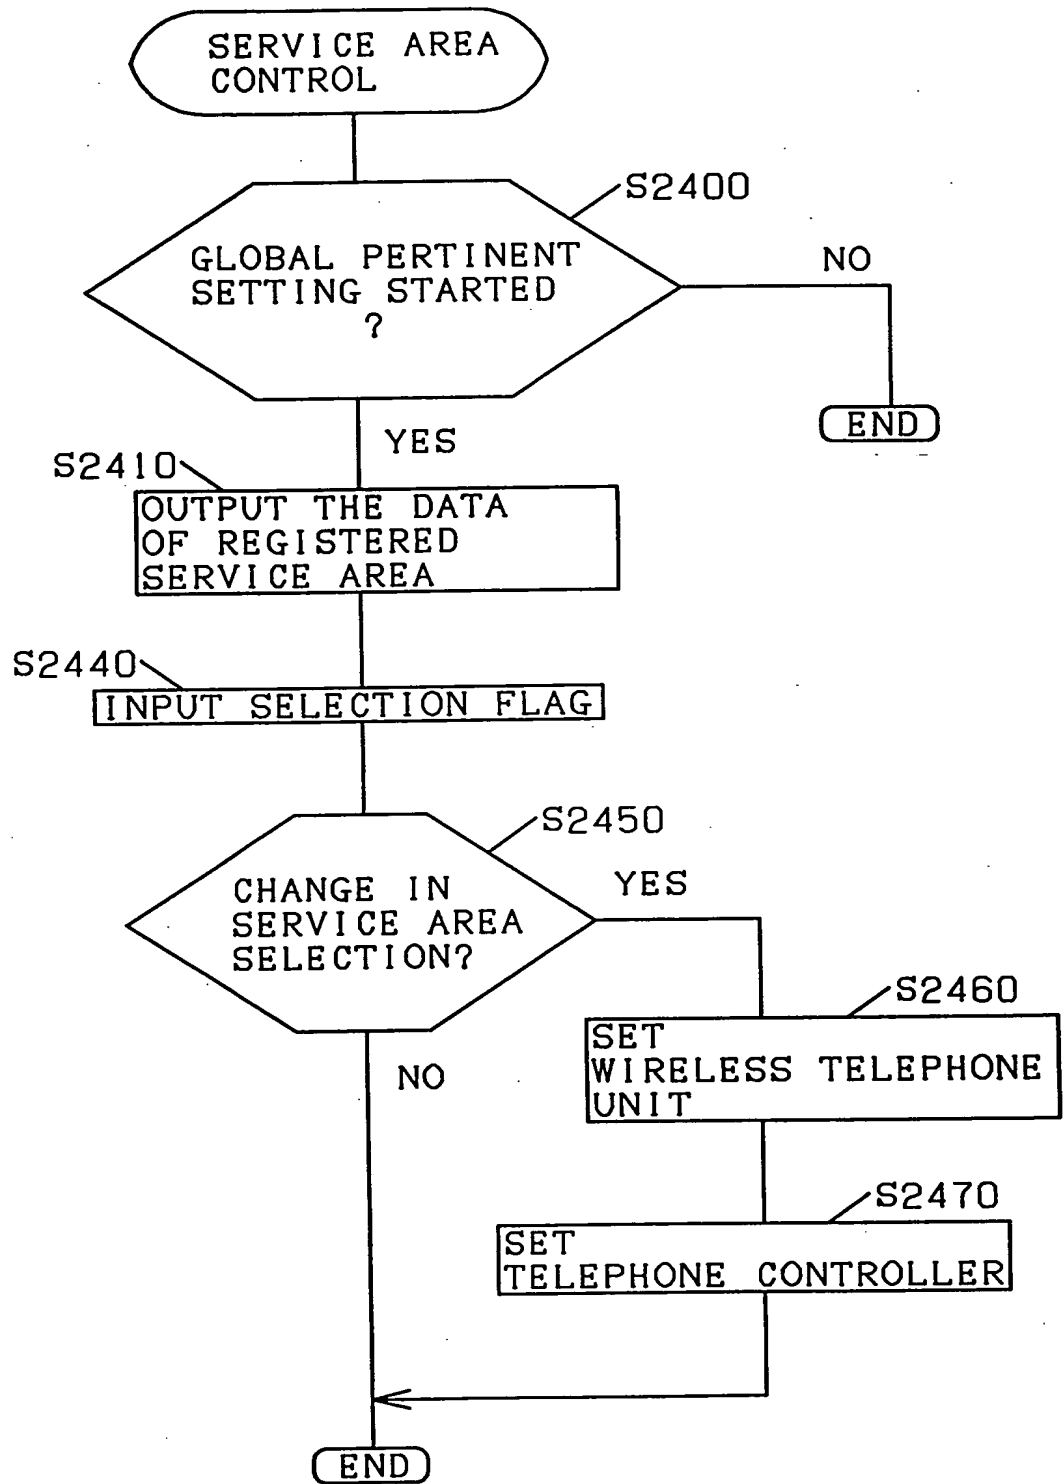 SERVICE AREA
CONTROL
S2400
GLOBAL PERTINENT
SETTING STARTED
?
NO
END
YES
S2410
OUTPUT THE DATA
OF REGISTERED
SERVICE AREA
S2440
INPUT SELECTION FLAG
S2450
CHANGE IN
SERVICE AREA
SELECTION?
YES
S2460
SET
WIRELESS TELEPHONE
UNIT
NO
S2470
SET
TELEPHONE CONTROLLER
END